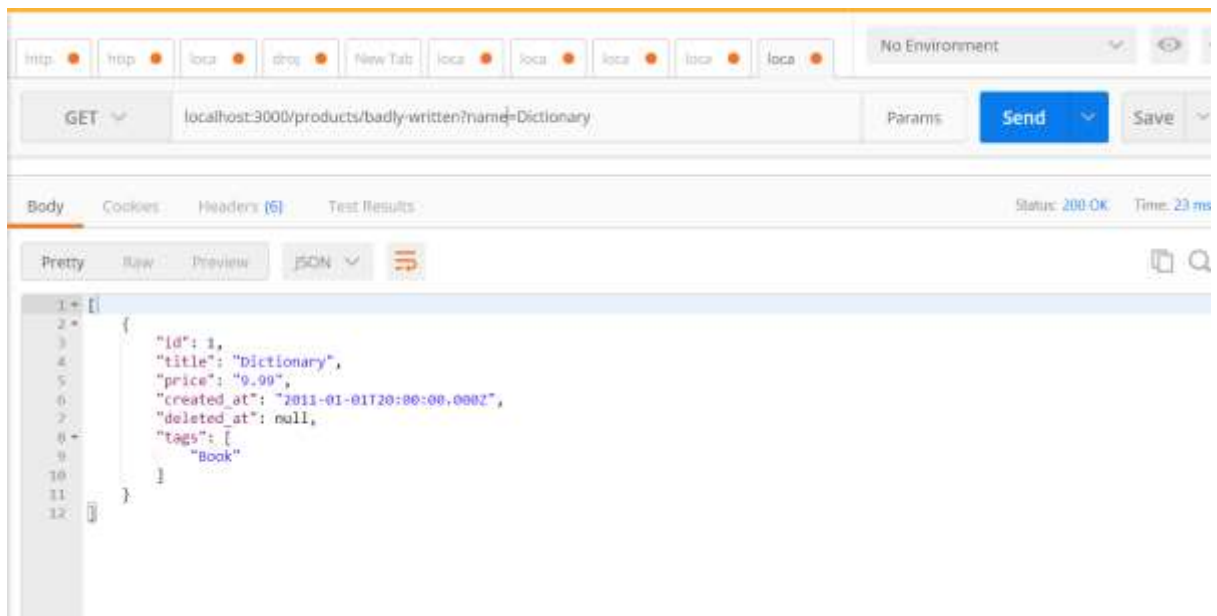 http loca drop New Tab loca loca loca loca loca No Environment
GET localhost:3000/products/badly-written?name=Dictionary Params Send Save
Body Cookies Headers (6) Test Results Status: 200 OK Time: 23 ms
Pretty Raw Preview JSON
1 [
2 {
3 "id": 1,
4 "title": "Dictionary",
5 "price": "9.99",
6 "created_at": "2011-01-01T20:00:00.000Z",
7 "deleted_at": null,
8 "tags": [
9 "Book"
10 ]
11 }
12 ]